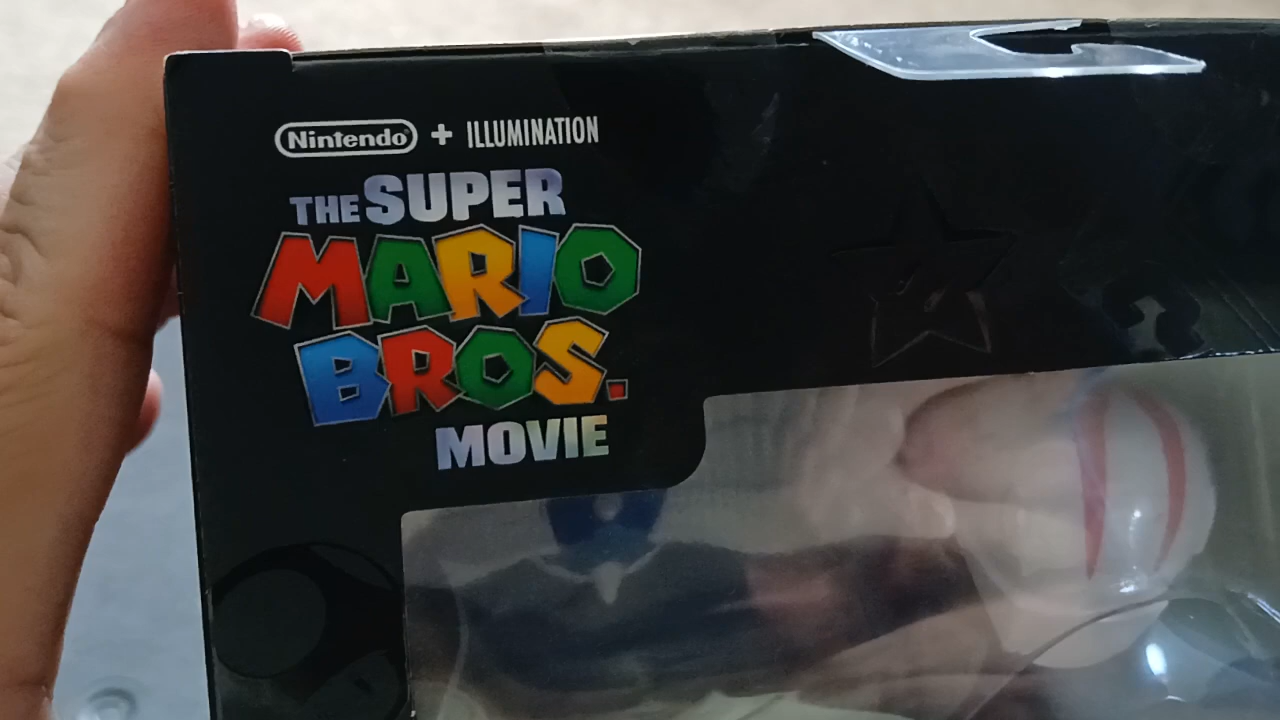 Nintendo + ILLUMINATION
THE SUPER
MARIO
BROS.
MOVIE